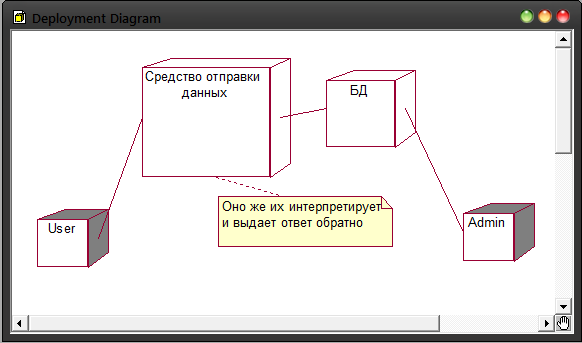 Deployment Diagram
Средство отправки
данных
БД
Оно же их интерпретирует
и выдает ответ обратно
User
Admin